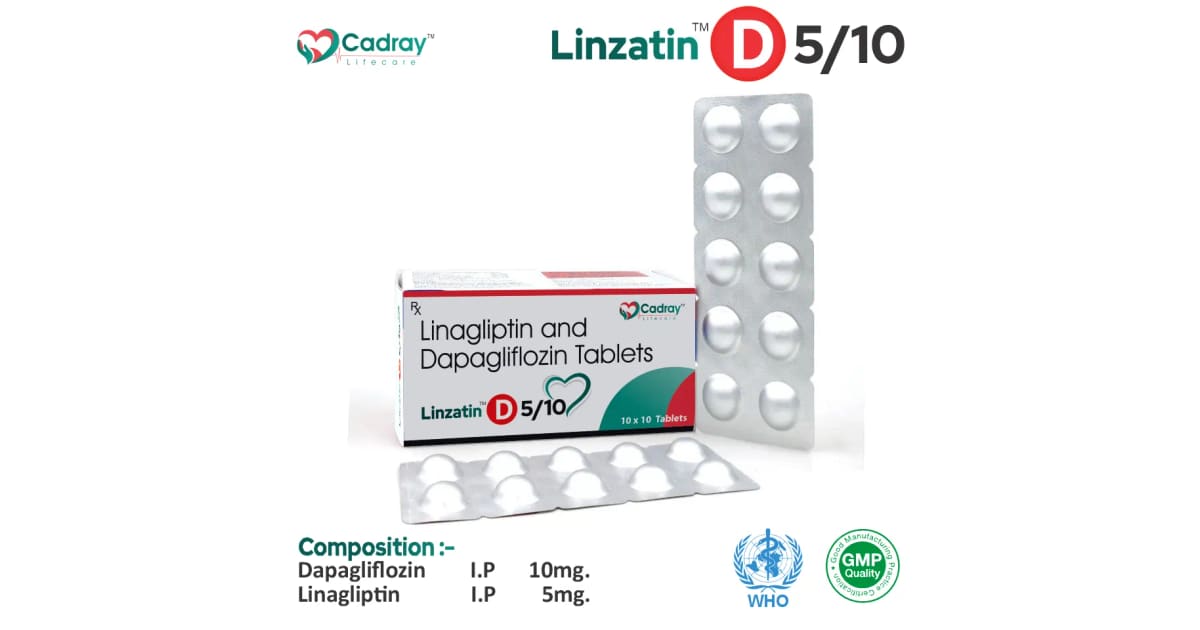 Cadray™
Lifecare
Linzatin™ D 5/10
Rx
Cadray™
Lifecare
Linagliptin and
Dapagliflozin Tablets
Linzatin™ D 5/10
10 x 10 Tablets
Composition :-
Dapagliflozin I.P 10mg.
Linagliptin I.P 5mg.
WHO
Good Manufacturing
Practice Certification
GMP
Quality